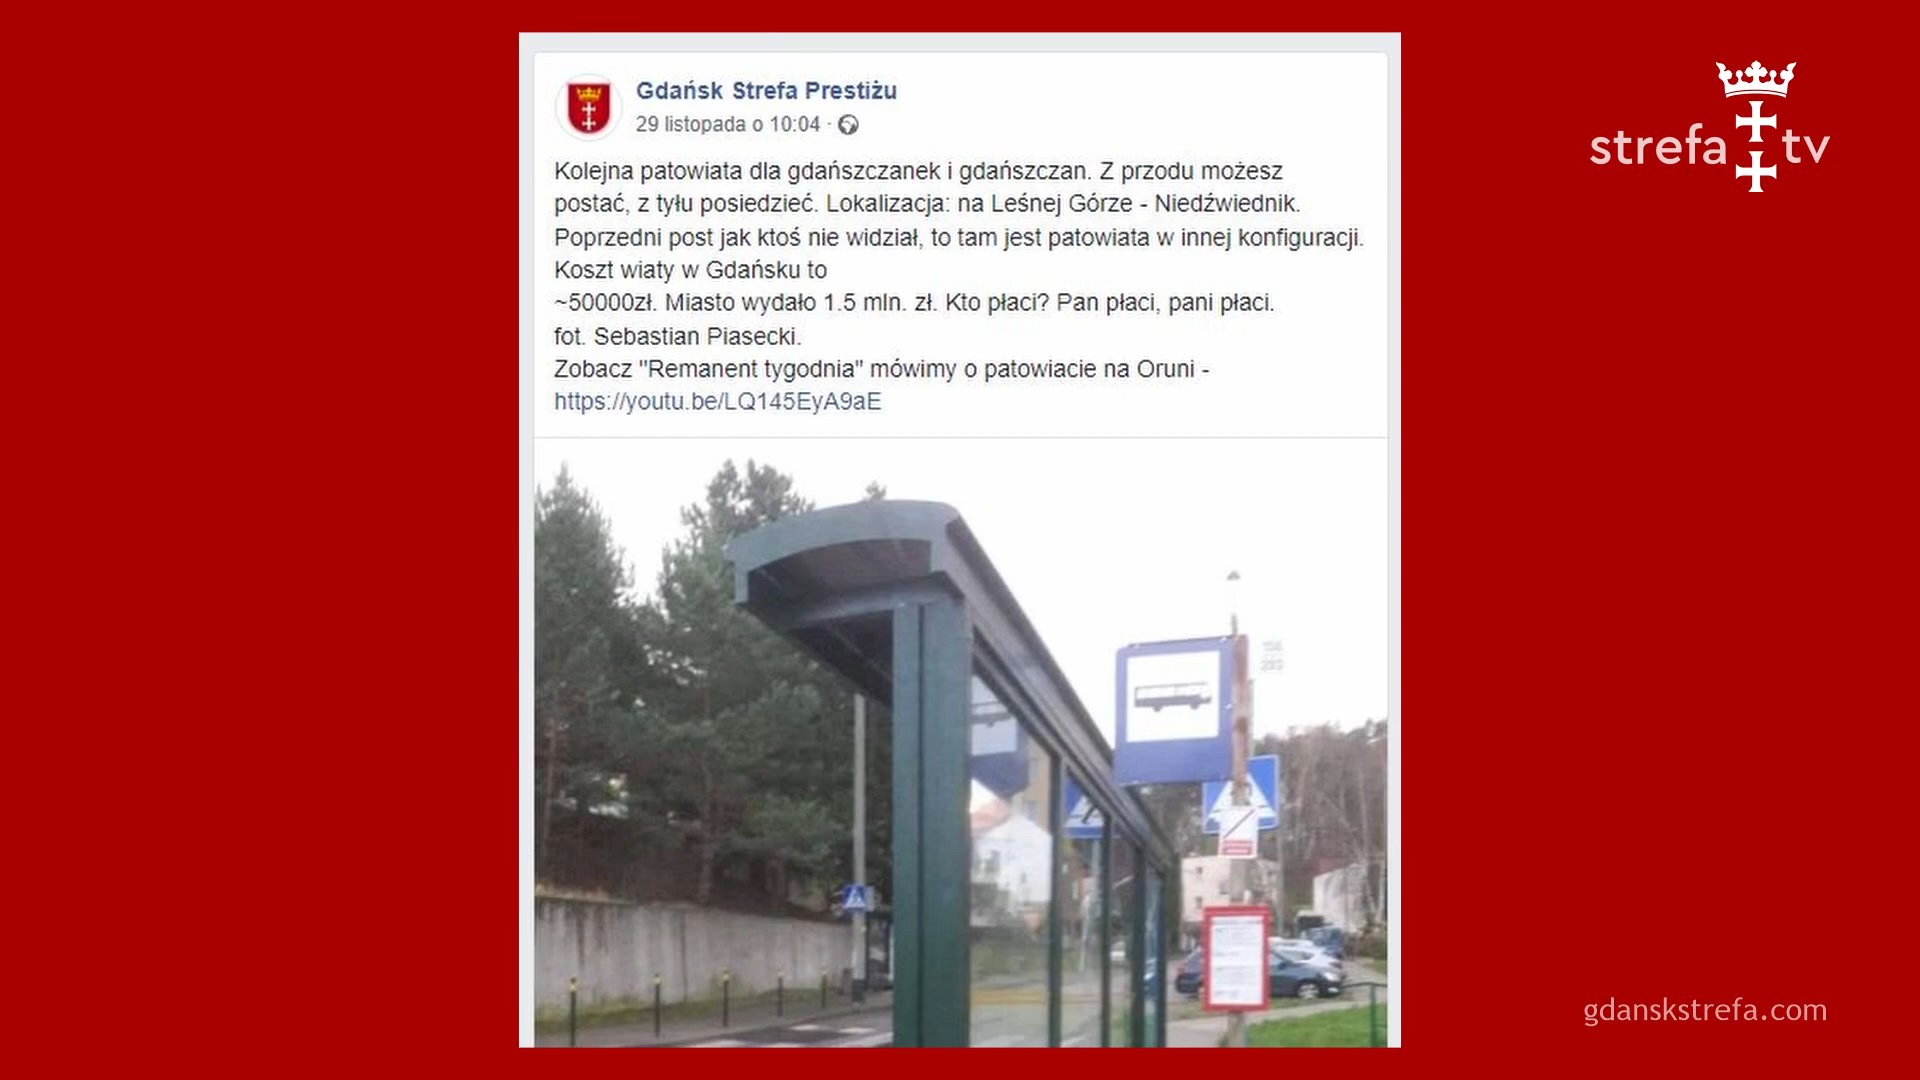 Gdańsk Strefa Prestiżu
29 listopada o 10:04 ·
Kolejna patowiata dla gdańszczanek i gdańszczan. Z przodu możesz
postać, z tyłu posiedzieć. Lokalizacja: na Leśnej Górze - Niedźwiednik.
Poprzedni post jak ktoś nie widział, to tam jest patowiata w innej konfiguracji.
Koszt wiaty w Gdańsku to
~50000zł. Miasto wydało 1.5 mln. zł. Kto płaci? Pan płaci, pani płaci.
fot. Sebastian Piasecki.
Zobacz "Remanent tygodnia" mówimy o patowiacie na Oruni -
https://youtu.be/LQ145EyA9aE
strefa tv
gdanskstrefa.com